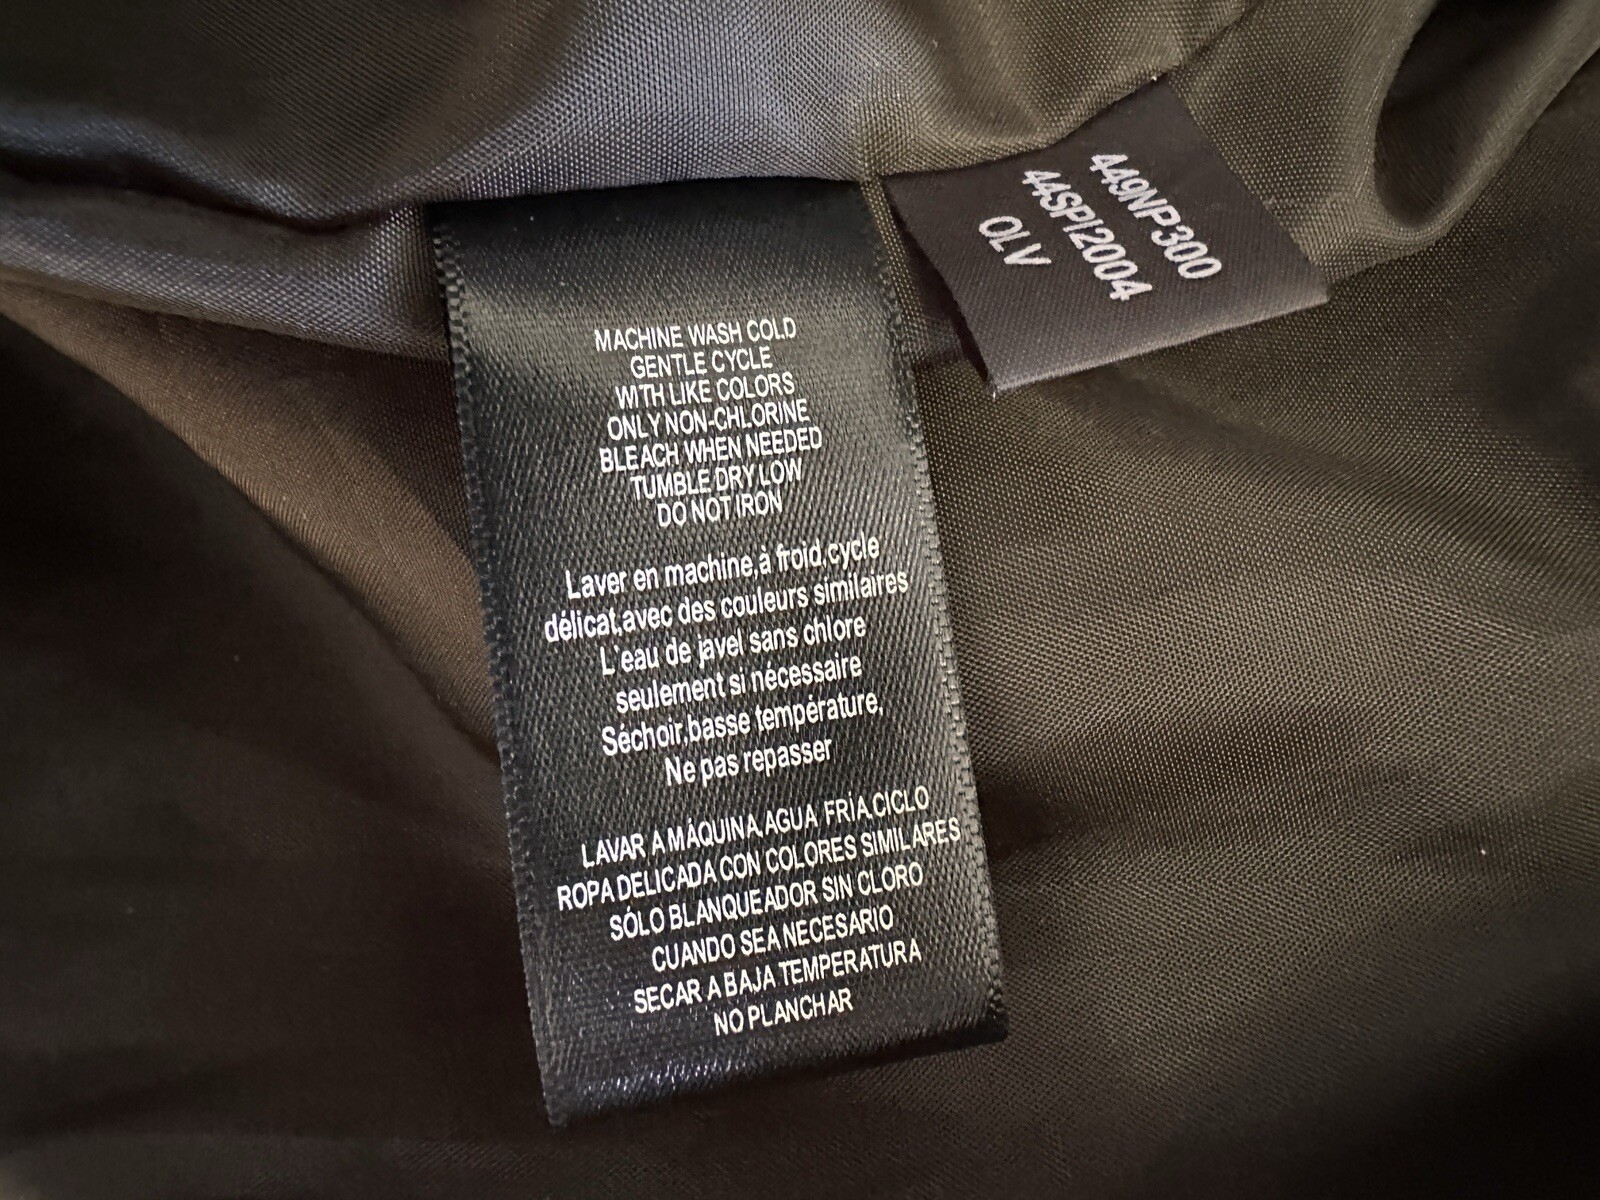 MACHINE WASH COLD
GENTLE CYCLE
WITH LIKE COLORS
ONLY NON-CHLORINE
BLEACH WHEN NEEDED
TUMBLE DRY LOW
DO NOT IRON
Laver en machine,à froid,cycle
délicat,avec des couleurs similaires
L'eau de javel sans chlore
seulement si nécessaire
Séchoir,basse température,
Ne pas repasser
LAVAR A MÁQUINA,AGUA FRÍA,CICLO
ROPA DELICADA CON COLORES SIMILARES
SÓLO BLANQUEADOR SIN CLORO
CUANDO SEA NECESARIO
SECAR A BAJA TEMPERATURA
NO PLANCHAR
449NP300
44SPI2004
OLV